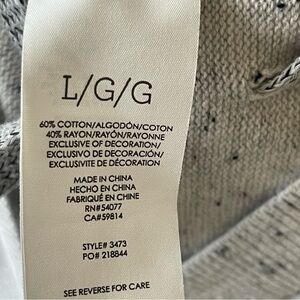 L/G/G
60% COTTON/ALGODÓN/COTON
40% RAYON/RAYÓN/RAYONNE
EXCLUSIVE OF DECORATION/
EXCLUSIVO DE DECORACIÓN/
EXCLUSIVITE DE DÉCORATION
MADE IN CHINA
HECHO EN CHINA
FABRIQUÉ EN CHINE
RN#54077
CA#59814
STYLE# 3473
PO# 218844
SEE REVERSE FOR CARE